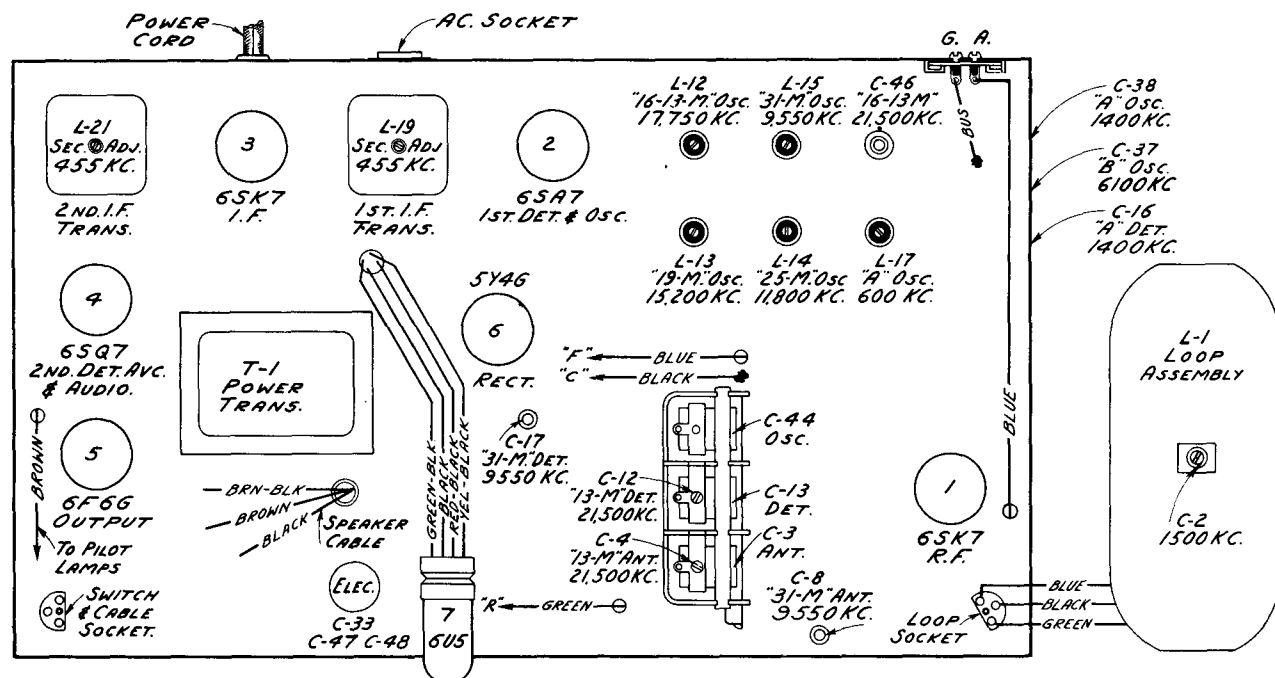 POWER
CORD
AC. SOCKET
G. A.
L-21
SEC. ADJ.
455 KC.
2ND. I.F.
TRANS.
3
6SK7
I.F.
L-19
SEC. ADJ
455 KC.
1ST. I.F.
TRANS.
2
6SA7
1ST. DET. & OSC.
L-12
"16-13-M." OSC
17,750 KC.
L-15
"31-M" OSC.
9,550 KC.
C-46
"16-13M"
21,500 KC.
BUS
C-38
"A" OSC.
1400 KC.
C-37
"B" OSC.
6100 KC
C-16
"A" DET.
1400 KC.
L-13
"19-M." OSC
15,200 KC.
L-14
"25-M" OSC
11,800 KC.
L-17
"A" OSC.
600 KC.
4
6SQ7
2ND. DET. AVC.
& AUDIO.
T-1
POWER
TRANS.
5Y4G
6
RECT.
"F" BLUE
"C" BLACK
BLUE
L-1
LOOP
ASSEMBLY
C-2
1500 KC.
BROWN
5
6F6G
OUTPUT
TO PILOT
LAMPS
BRN-BLK
BROWN
BLACK
SPEAKER
CABLE
GREEN-BLK
BLACK
RED-BLACK
YEL-BLACK
C-17
"31-M." DET.
9550 KC.
C-44
OSC.
C-12
"13-M" DET.
21,500 KC.
C-13
DET.
C-4
"13-M" ANT.
21,500 KC.
C-3
ANT.
1
6SK7
R.F.
C-8
"31-M" ANT.
9550 KC.
SWITCH
& CABLE
SOCKET.
ELEC.
C-33
C-47 C-48
7
6U5
"R" GREEN
LOOP
SOCKET
BLUE
BLACK
GREEN